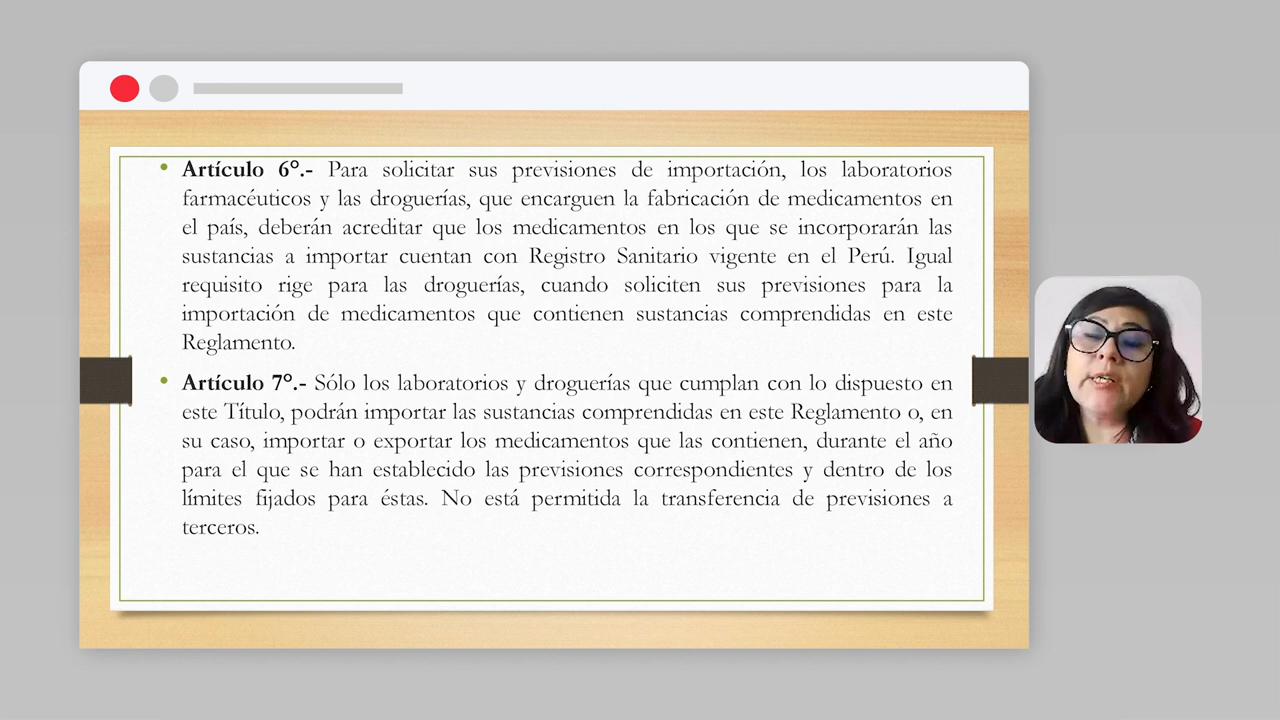 • Artículo 6°.- Para solicitar sus previsiones de importación, los laboratorios
farmacéuticos y las droguerías, que encarguen la fabricación de medicamentos en
el país, deberán acreditar que los medicamentos en los que se incorporarán las
sustancias a importar cuentan con Registro Sanitario vigente en el Perú. Igual
requisito rige para las droguerías, cuando soliciten sus previsiones para la
importación de medicamentos que contienen sustancias comprendidas en este
Reglamento.
• Artículo 7°.- Sólo los laboratorios y droguerías que cumplan con lo dispuesto en
este Título, podrán importar las sustancias comprendidas en este Reglamento o, en
su caso, importar o exportar los medicamentos que las contienen, durante el año
para el que se han establecido las previsiones correspondientes y dentro de los
límites fijados para éstas. No está permitida la transferencia de previsiones a
terceros.